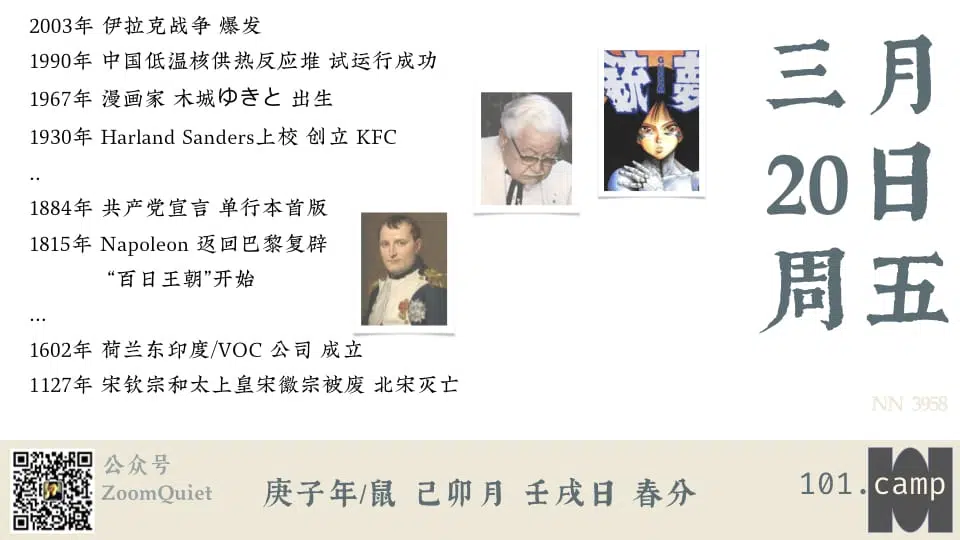 2003年 伊拉克战争 爆发
1990年 中国低温核供热反应堆 试运行成功
1967年 漫画家 木城ゆきと 出生
1930年 Harland Sanders上校 创立 KFC
..
1884年 共产党宣言 单行本首版
1815年 Napoleon 返回巴黎复辟
“百日王朝”开始
...
1602年 荷兰东印度/VOC 公司 成立
1127年 宋钦宗和太上皇宋徽宗被废 北宋灭亡
銃夢
三月
20日
周五
NN 3958
公众号
ZoomQuiet
庚子年/鼠 己卯月 壬戌日 春分
101.camp